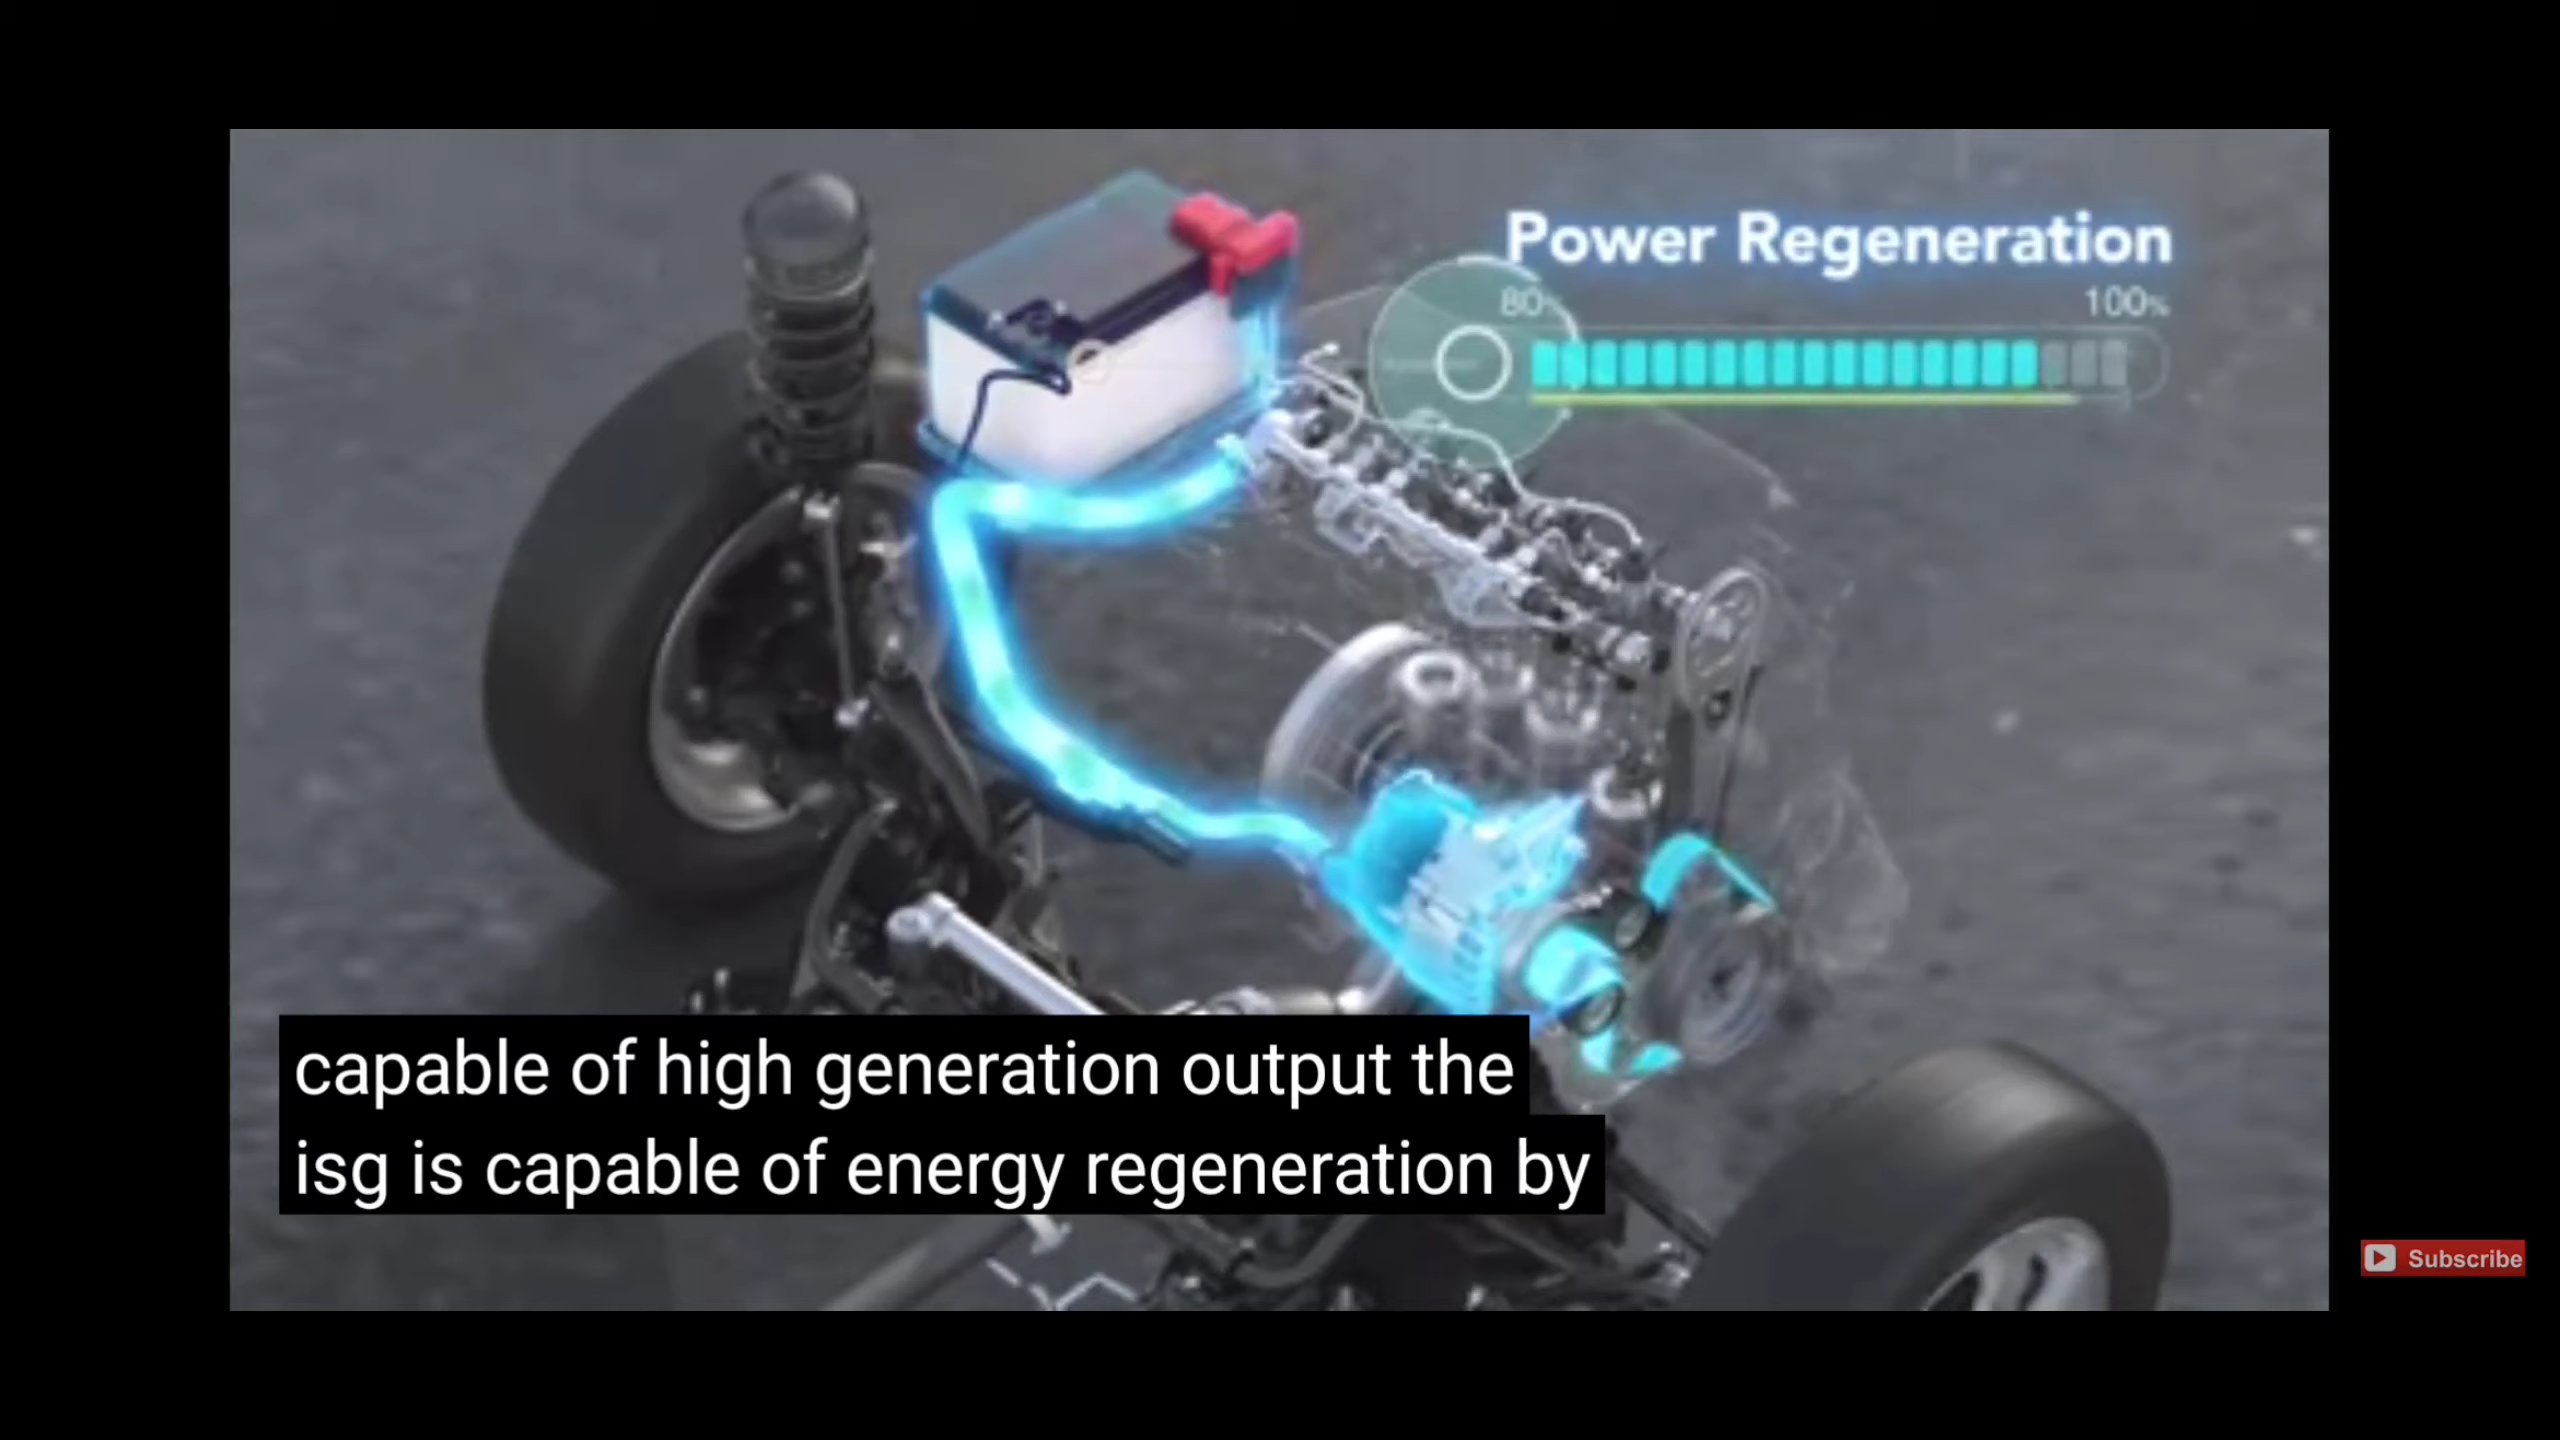 Power Regeneration
80%
100%
capable of high generation output the
isg is capable of energy regeneration by
Subscribe